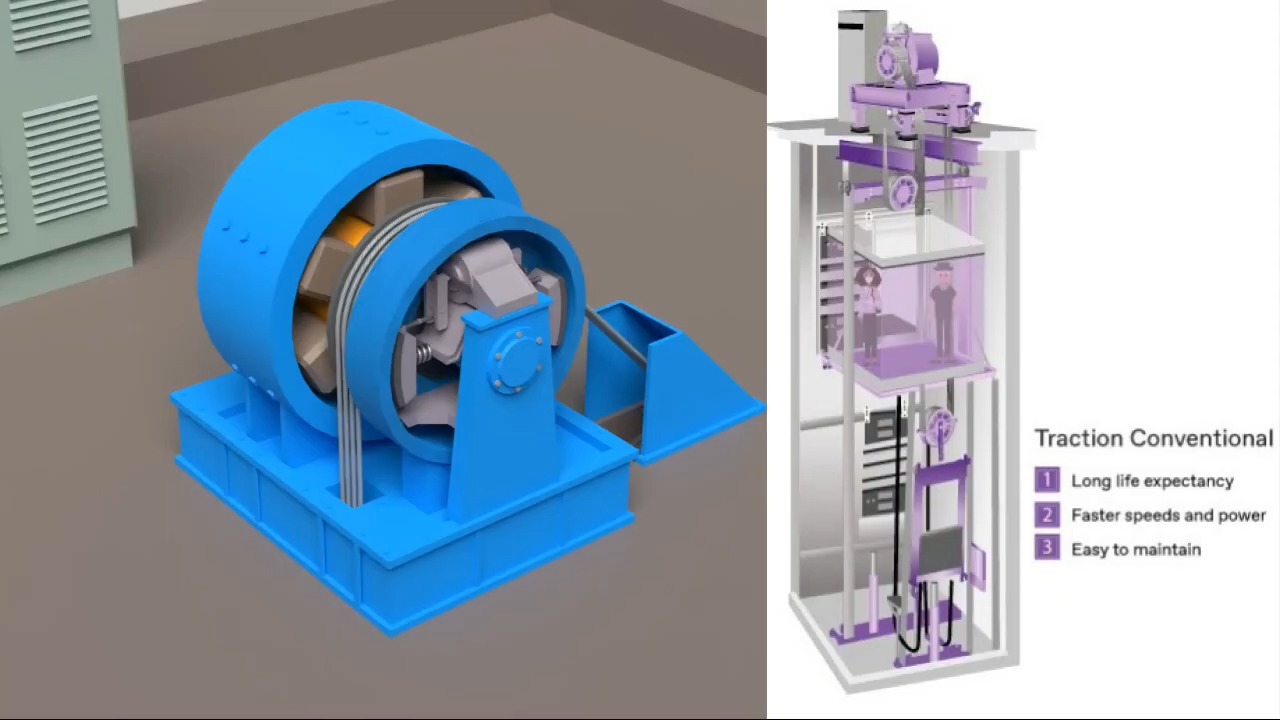 Traction Conventional
1 Long life expectancy
2 Faster speeds and power
3 Easy to maintain